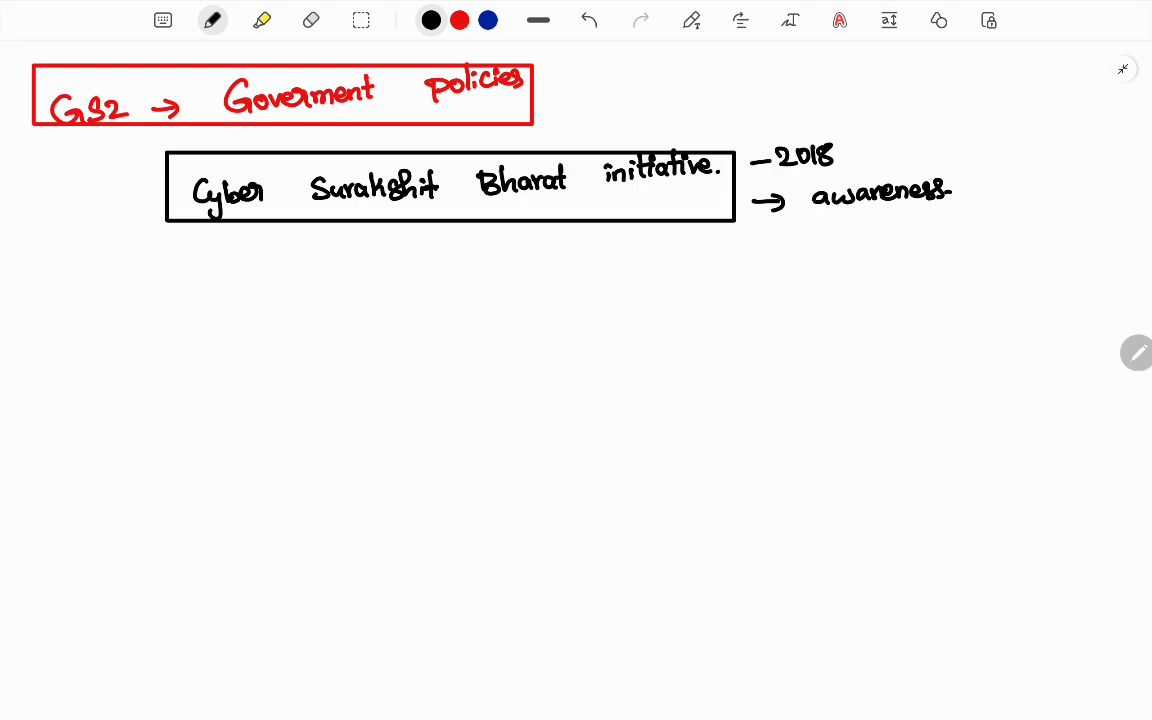 GS2 → Goverment policies
Cyber Surakshit Bharat initiative. – 2018
→ awareness